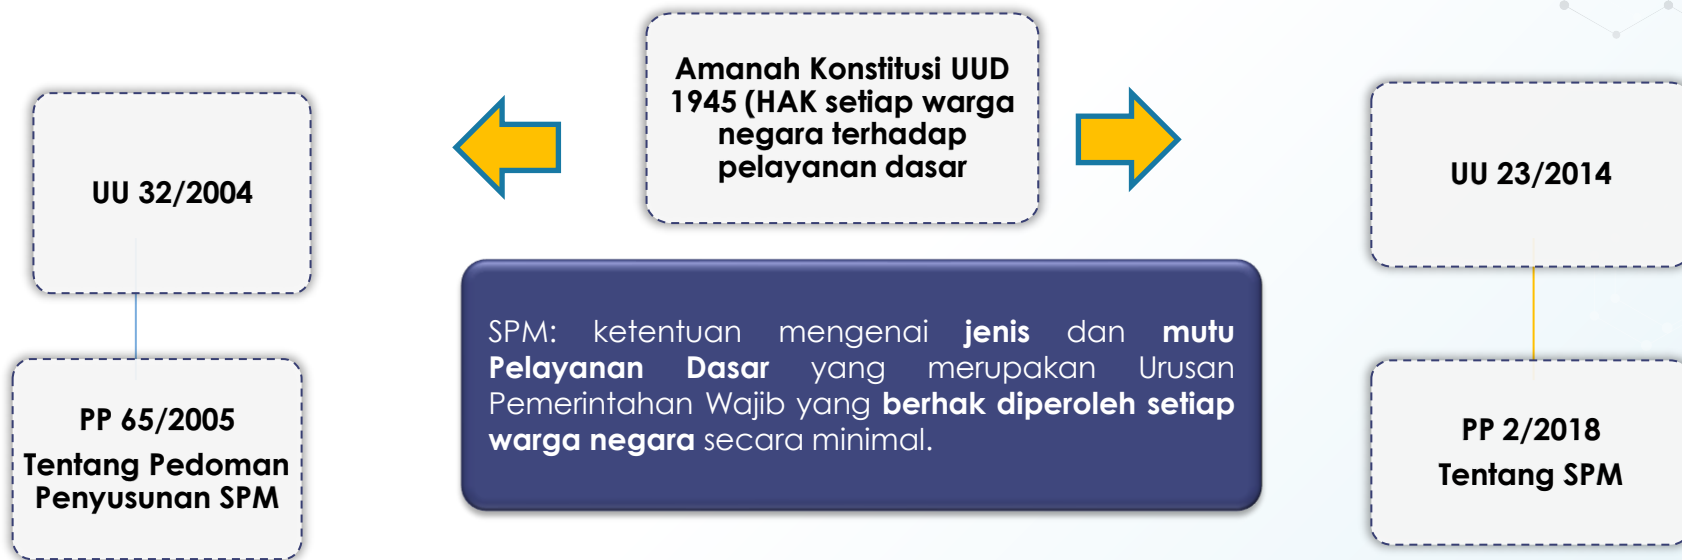 Amanah Konstitusi UUD
1945 (HAK setiap warga
negara terhadap
pelayanan dasar
UU 32/2004
UU 23/2014
SPM: ketentuan mengenai jenis dan mutu
Pelayanan Dasar yang merupakan Urusan
Pemerintahan Wajib yang berhak diperoleh setiap
warga negara secara minimal.
PP 65/2005
Tentang Pedoman
Penyusunan SPM
PP 2/2018
Tentang SPM